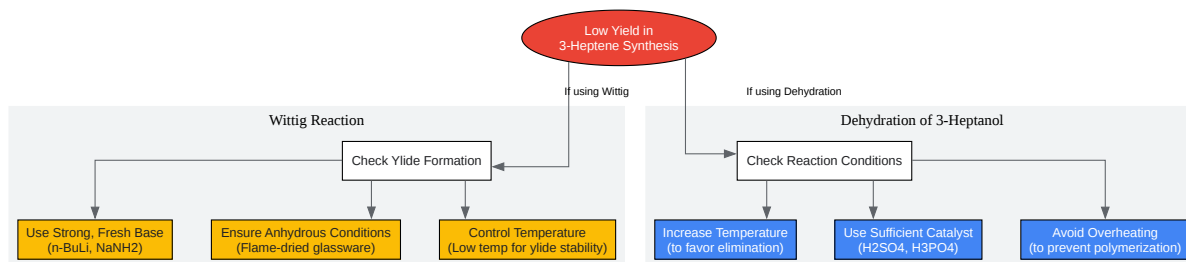 Low Yield in
3-Heptene Synthesis
If using Wittig
If using Dehydration
Wittig Reaction
Dehydration of 3-Heptanol
Check Ylide Formation
Check Reaction Conditions
Use Strong, Fresh Base
(n-BuLi, NaNH2)
Ensure Anhydrous Conditions
(Flame-dried glassware)
Control Temperature
(Low temp for ylide stability)
Increase Temperature
(to favor elimination)
Use Sufficient Catalyst
(H2SO4, H3PO4)
Avoid Overheating
(to prevent polymerization)